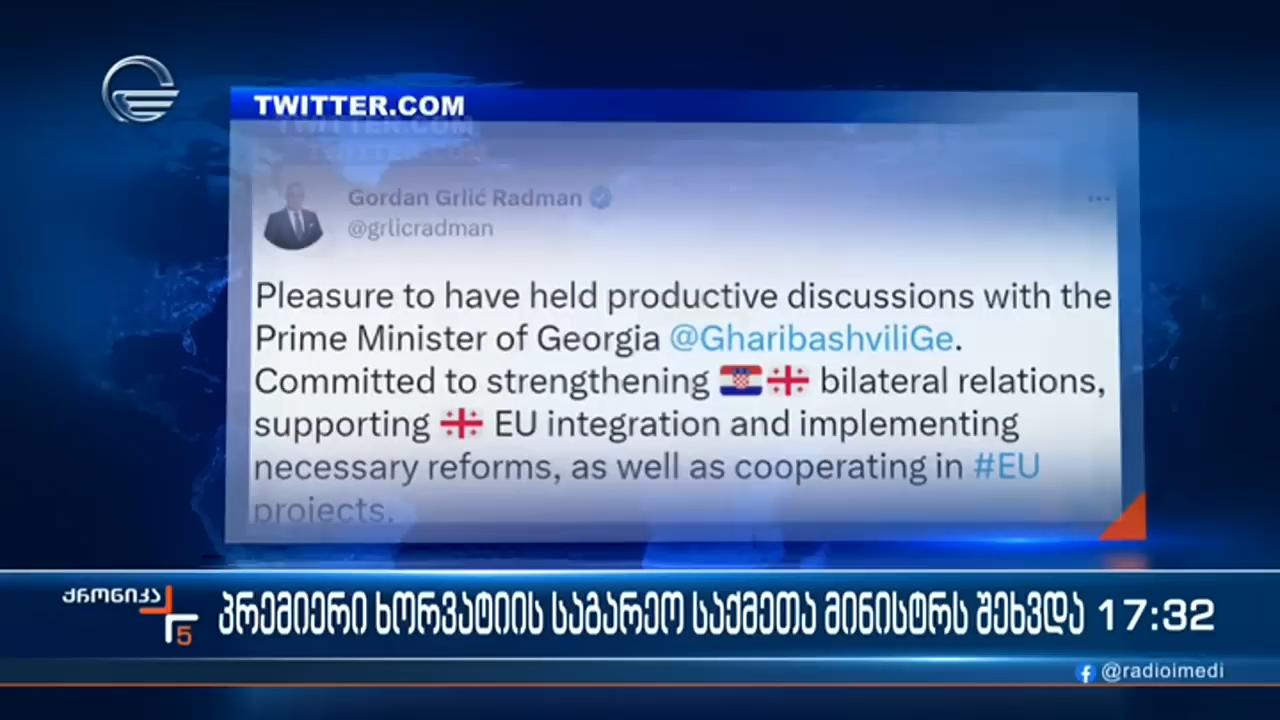 TWITTER.COM
Gordan Grlić Radman
@grlicradman
Pleasure to have held productive discussions with the
Prime Minister of Georgia @GharibashviliGe.
Committed to strengthening 🇭🇷🇬🇪 bilateral relations,
supporting 🇬🇪 EU integration and implementing
necessary reforms, as well as cooperating in #EU
projects.
ქრონიკა
5
პრემიერი ხორვატიის საგარეო საქმეთა მინისტრს შეხვდა 17:32
@radioimedi